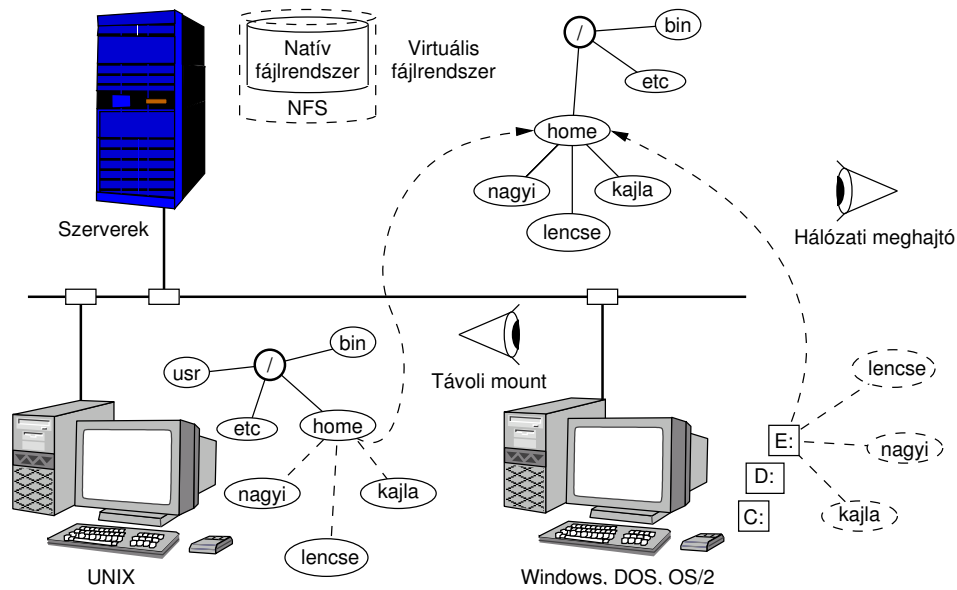 Natív
fájlrendszer
NFS
Virtuális
fájlrendszer
/
bin
etc
home
nagyi
kajla
lencse
Szerverek
Hálózati meghajtó
usr
/
bin
etc
home
nagyi
kajla
lencse
Távoli mount
lencse
E:
nagyi
D:
C:
kajla
UNIX
Windows, DOS, OS/2